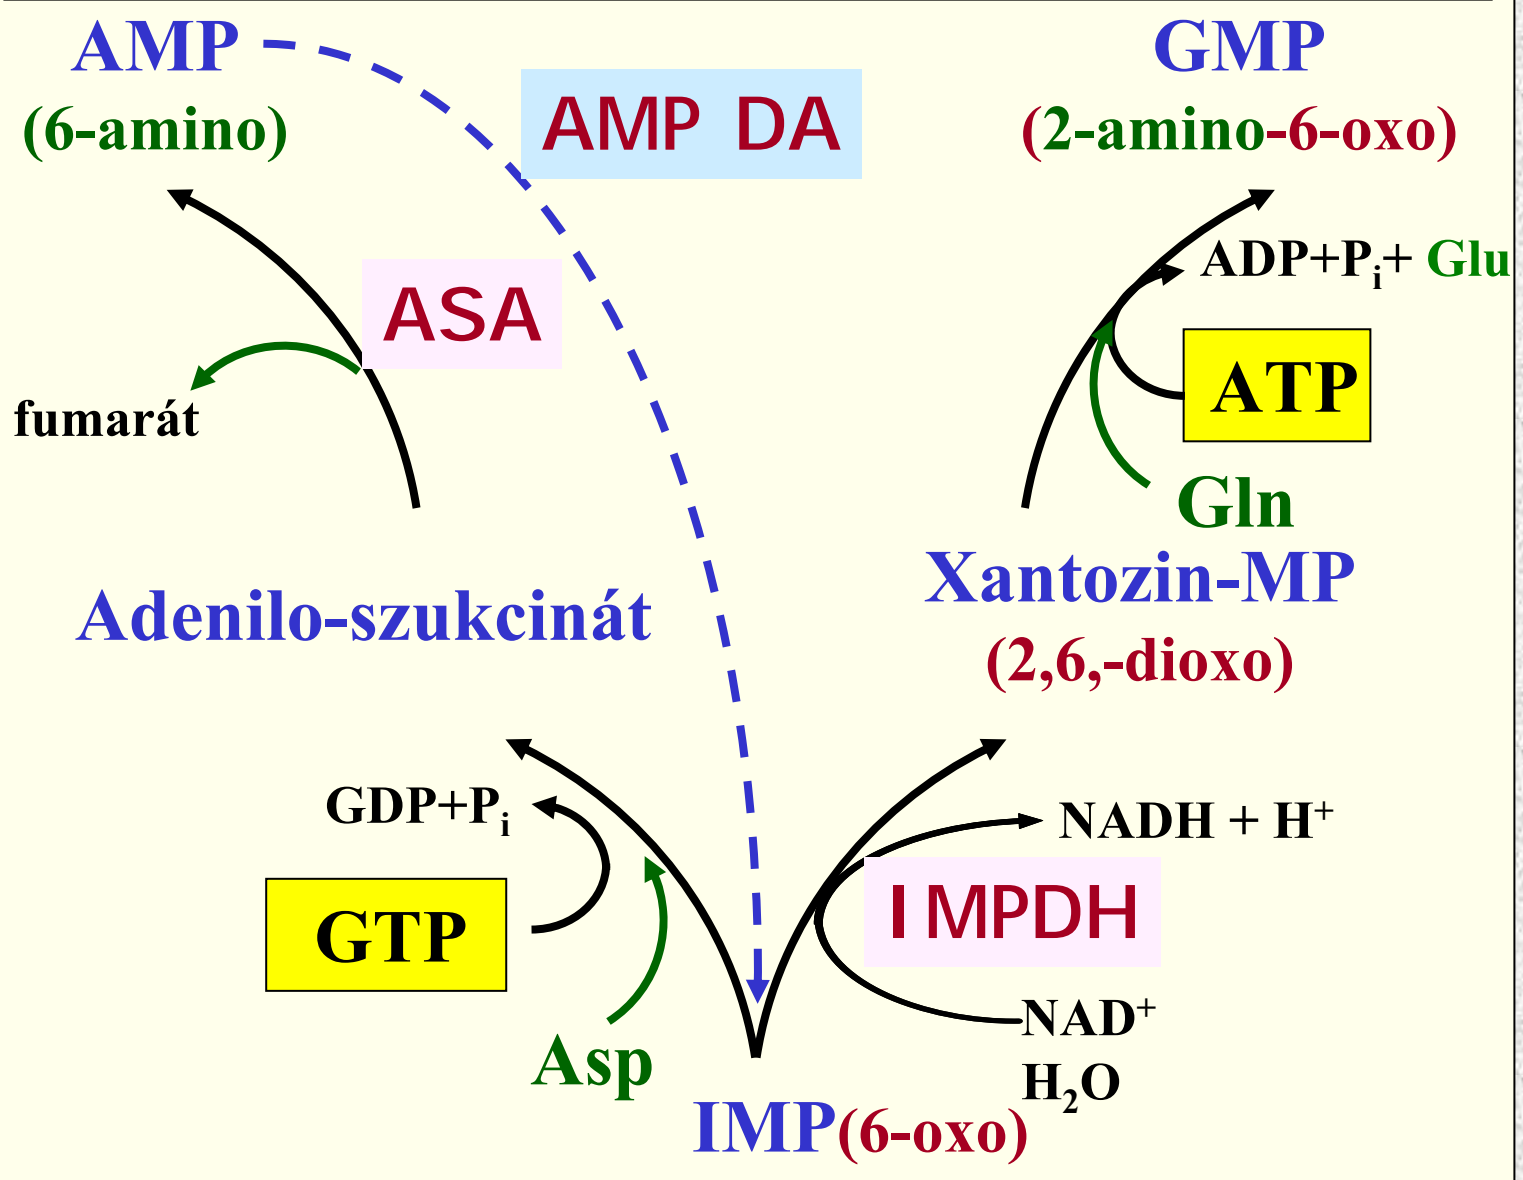 AMP
(6-amino)
AMP DA
GMP
(2-amino-6-oxo)
ASA
fumarát
ADP+Pi+ Glu
ATP
Gln
Adenilo-szukcinát
Xantozin-MP
(2,6,-dioxo)
GDP+Pi
GTP
Asp
NADH + H+
IMPDH
NAD+
H2O
IMP(6-oxo)